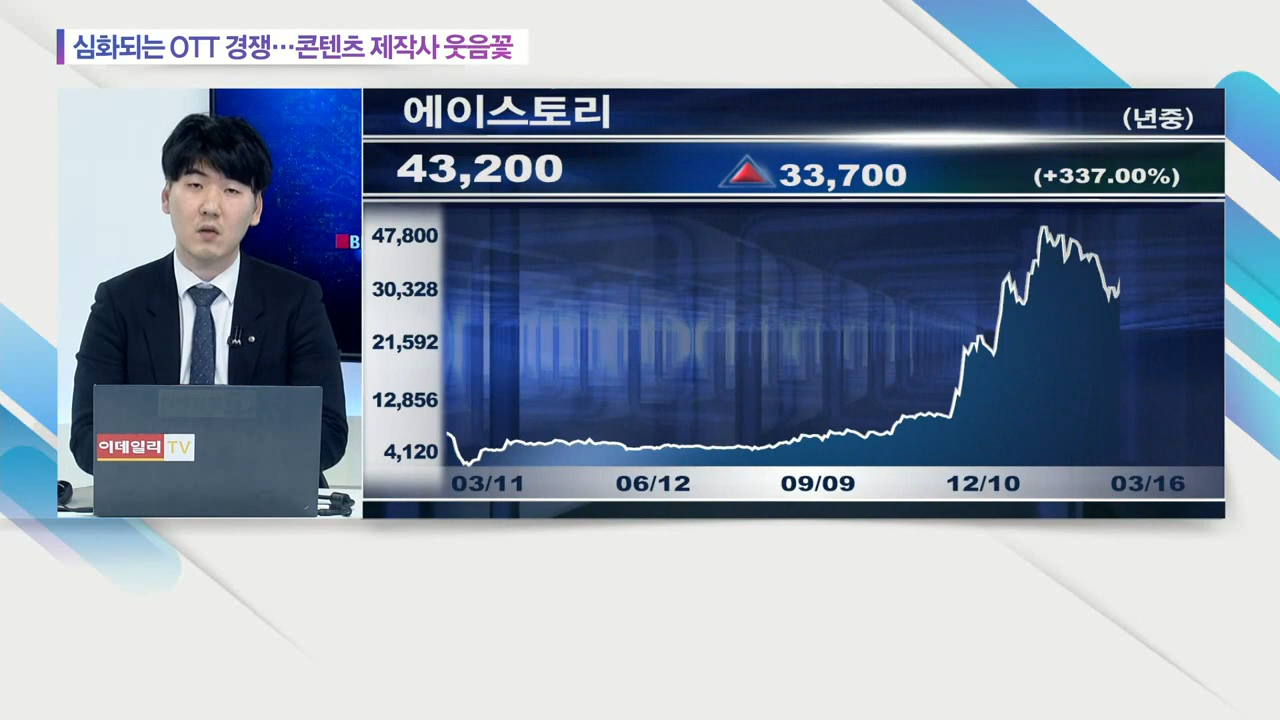 심화되는 OTT 경쟁…콘텐츠 제작사 웃음꽃
에이스토리 (년중)
43,200 ▲ 33,700 (+337.00%)
47,800
30,328
21,592
12,856
4,120
03/11 06/12 09/09 12/10 03/16
B
이데일리 TV